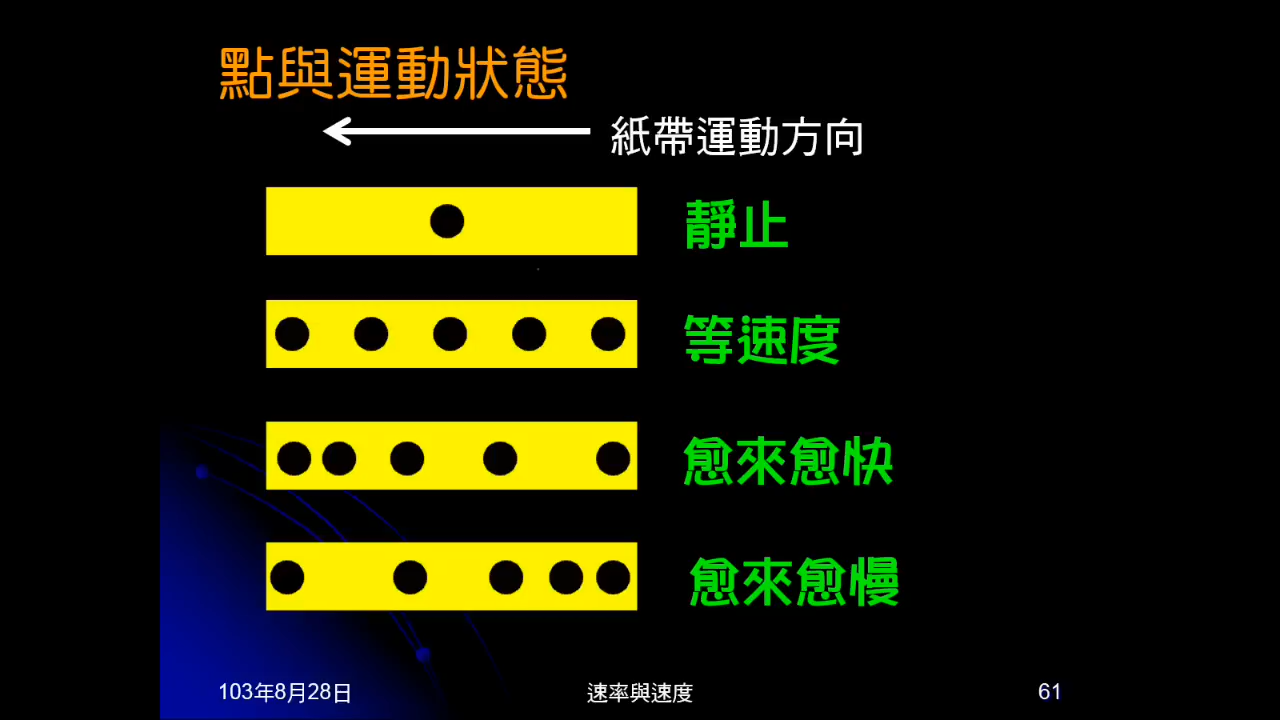 點與運動狀態
紙帶運動方向
靜止
等速度
愈來愈快
愈來愈慢
103年8月28日
速率與速度
61